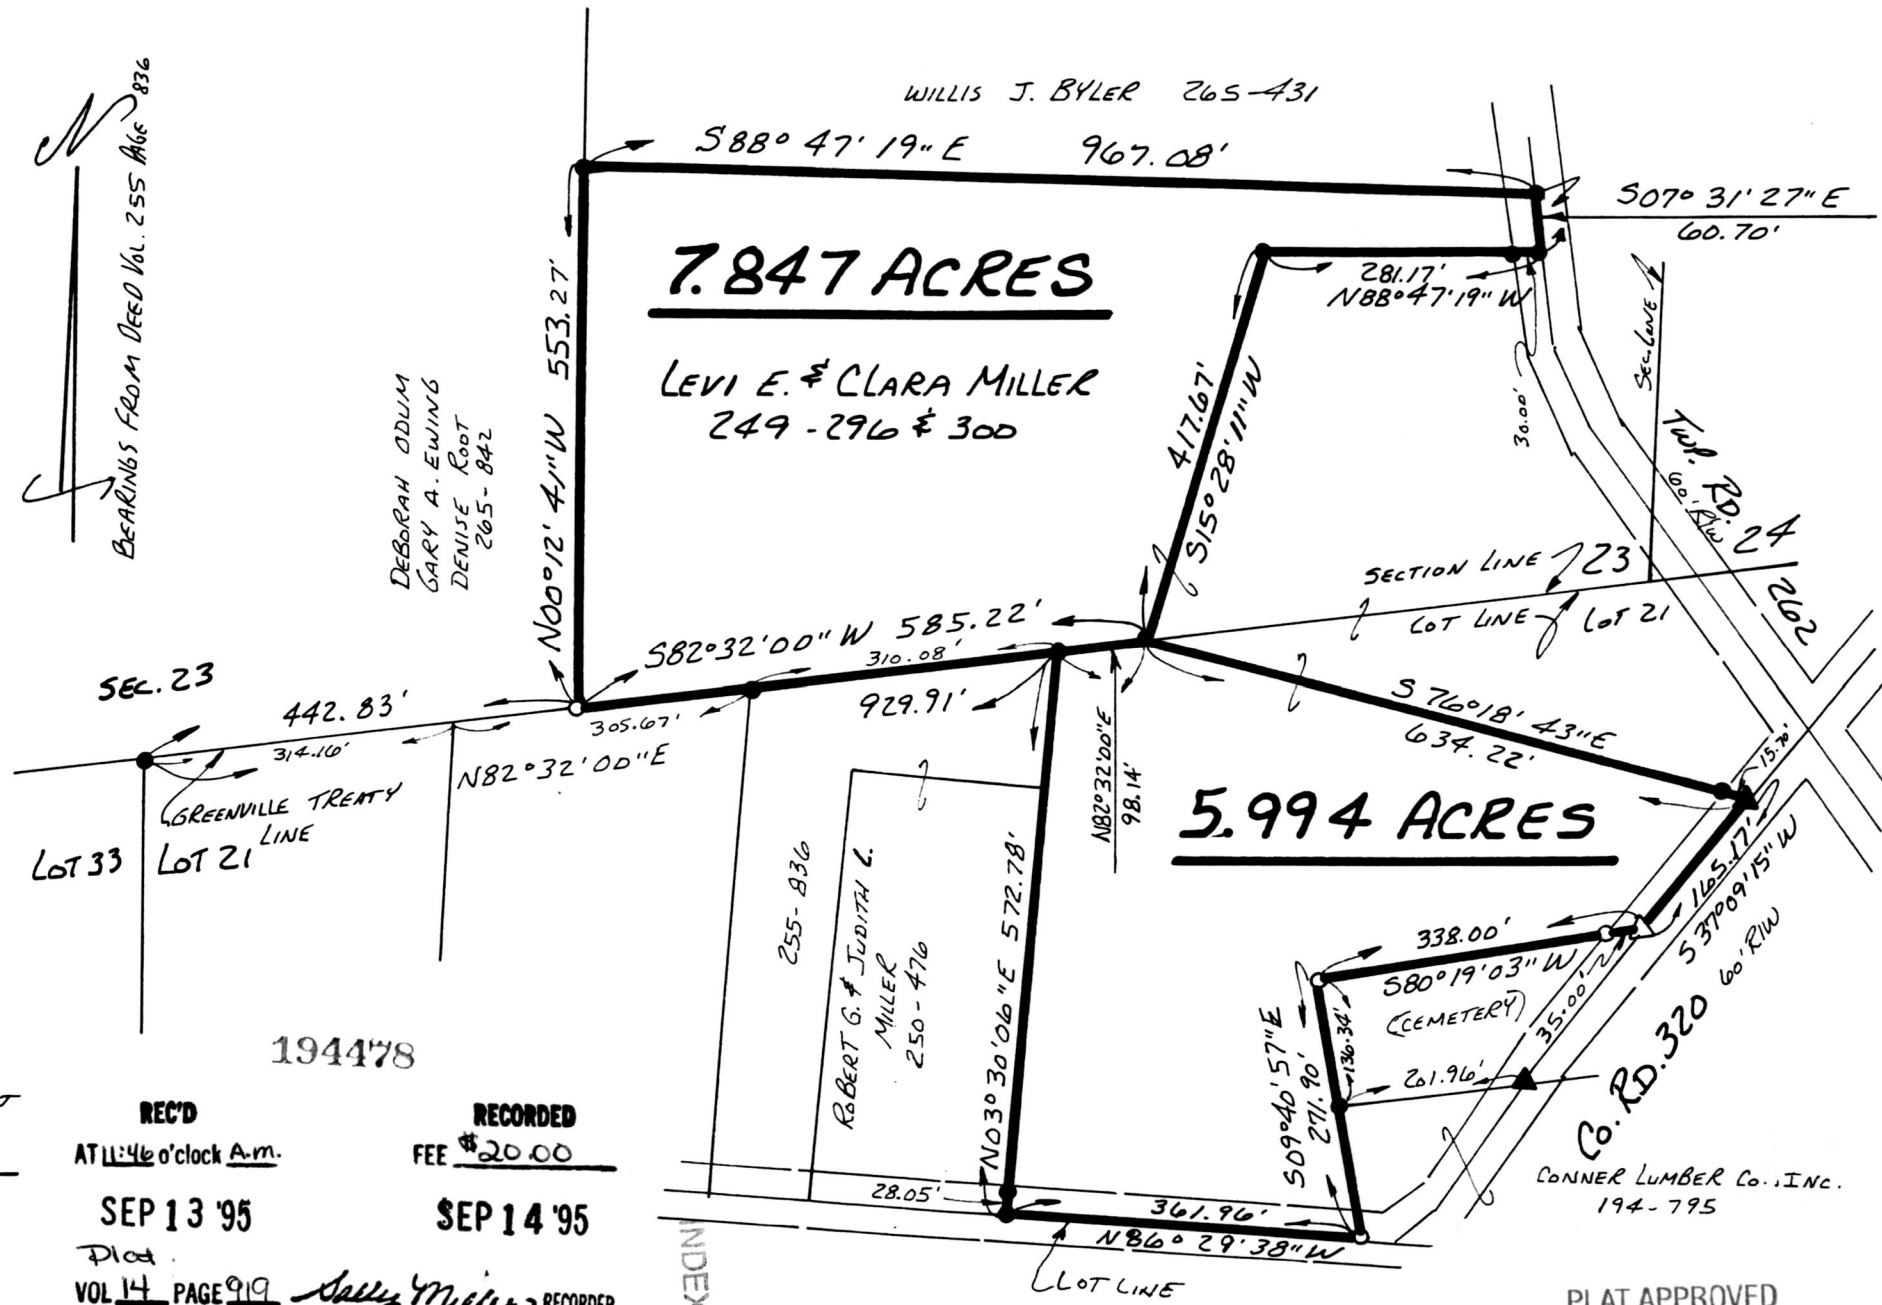 N
BEARINGS FROM DEED VOL. 255 PAGE 836
WILLIS J. BYLER 265-431
S88° 47' 19" E 967.08'
S07° 31' 27" E
60.70'
7.847 ACRES
LEVI E. & CLARA MILLER
249 - 296 & 300
281.17'
N88°47'19" W
30.00'
SEC. LINE
TWP. RD. 262
60' R/W
24
N00°12' 41" W 553.27'
DEBORAH ODUM
GARY A. EWING
DENISE ROOT
265-842
417.67'
S15° 28' 11" W
SECTION LINE 23
LOT LINE LOT 21
S82°32'00" W 585.22'
310.08'
929.91'
SEC. 23
442.83'
314.16'
305.67'
N82°32'00"E
GREENVILLE TREATY
LINE
LOT 33 LOT 21
N82°32'00"E
98.14'
S 76°18' 43"E
634.22'
15.70'
5.994 ACRES
165.17'
S 37°09'15" W
60' R/W
255-836
ROBERT G. & JUDITH L.
MILLER
250-476
N03°30'06"E 572.78'
338.00'
S80°19'03" W
(CEMETERY)
35.00'
136.34'
201.96'
S09°40'57"E
271.90'
CO. RD. 320
CONNER LUMBER CO., INC.
194-795
28.05'
361.96'
N86° 29' 38" W
LOT LINE
194478
REC'D
AT 11:46 o'clock A.m.
SEP 13 '95
Plat
VOL 14 PAGE 919
RECORDED
FEE $20.00
SEP 14 '95
Sally Miller RECORDER
INDEX
PLAT APPROVED